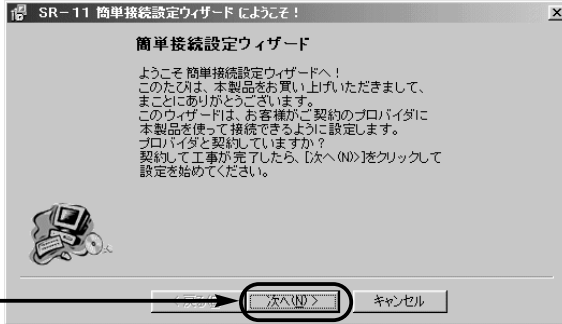 SR-11 簡単接続設定ウィザード にようこそ！
簡単接続設定ウィザード
ようこそ 簡単接続設定ウィザードへ！
このたびは、本製品をお買い上げいただきまして、
まことにありがとうございます。
このウィザードは、お客様がご契約のプロバイダに
本製品を使って接続できるように設定します。
プロバイダと契約していますか？
契約して工事が完了したら、[次へ(N)>]をクリックして
設定を始めてください。
次へ(N) > キャンセル